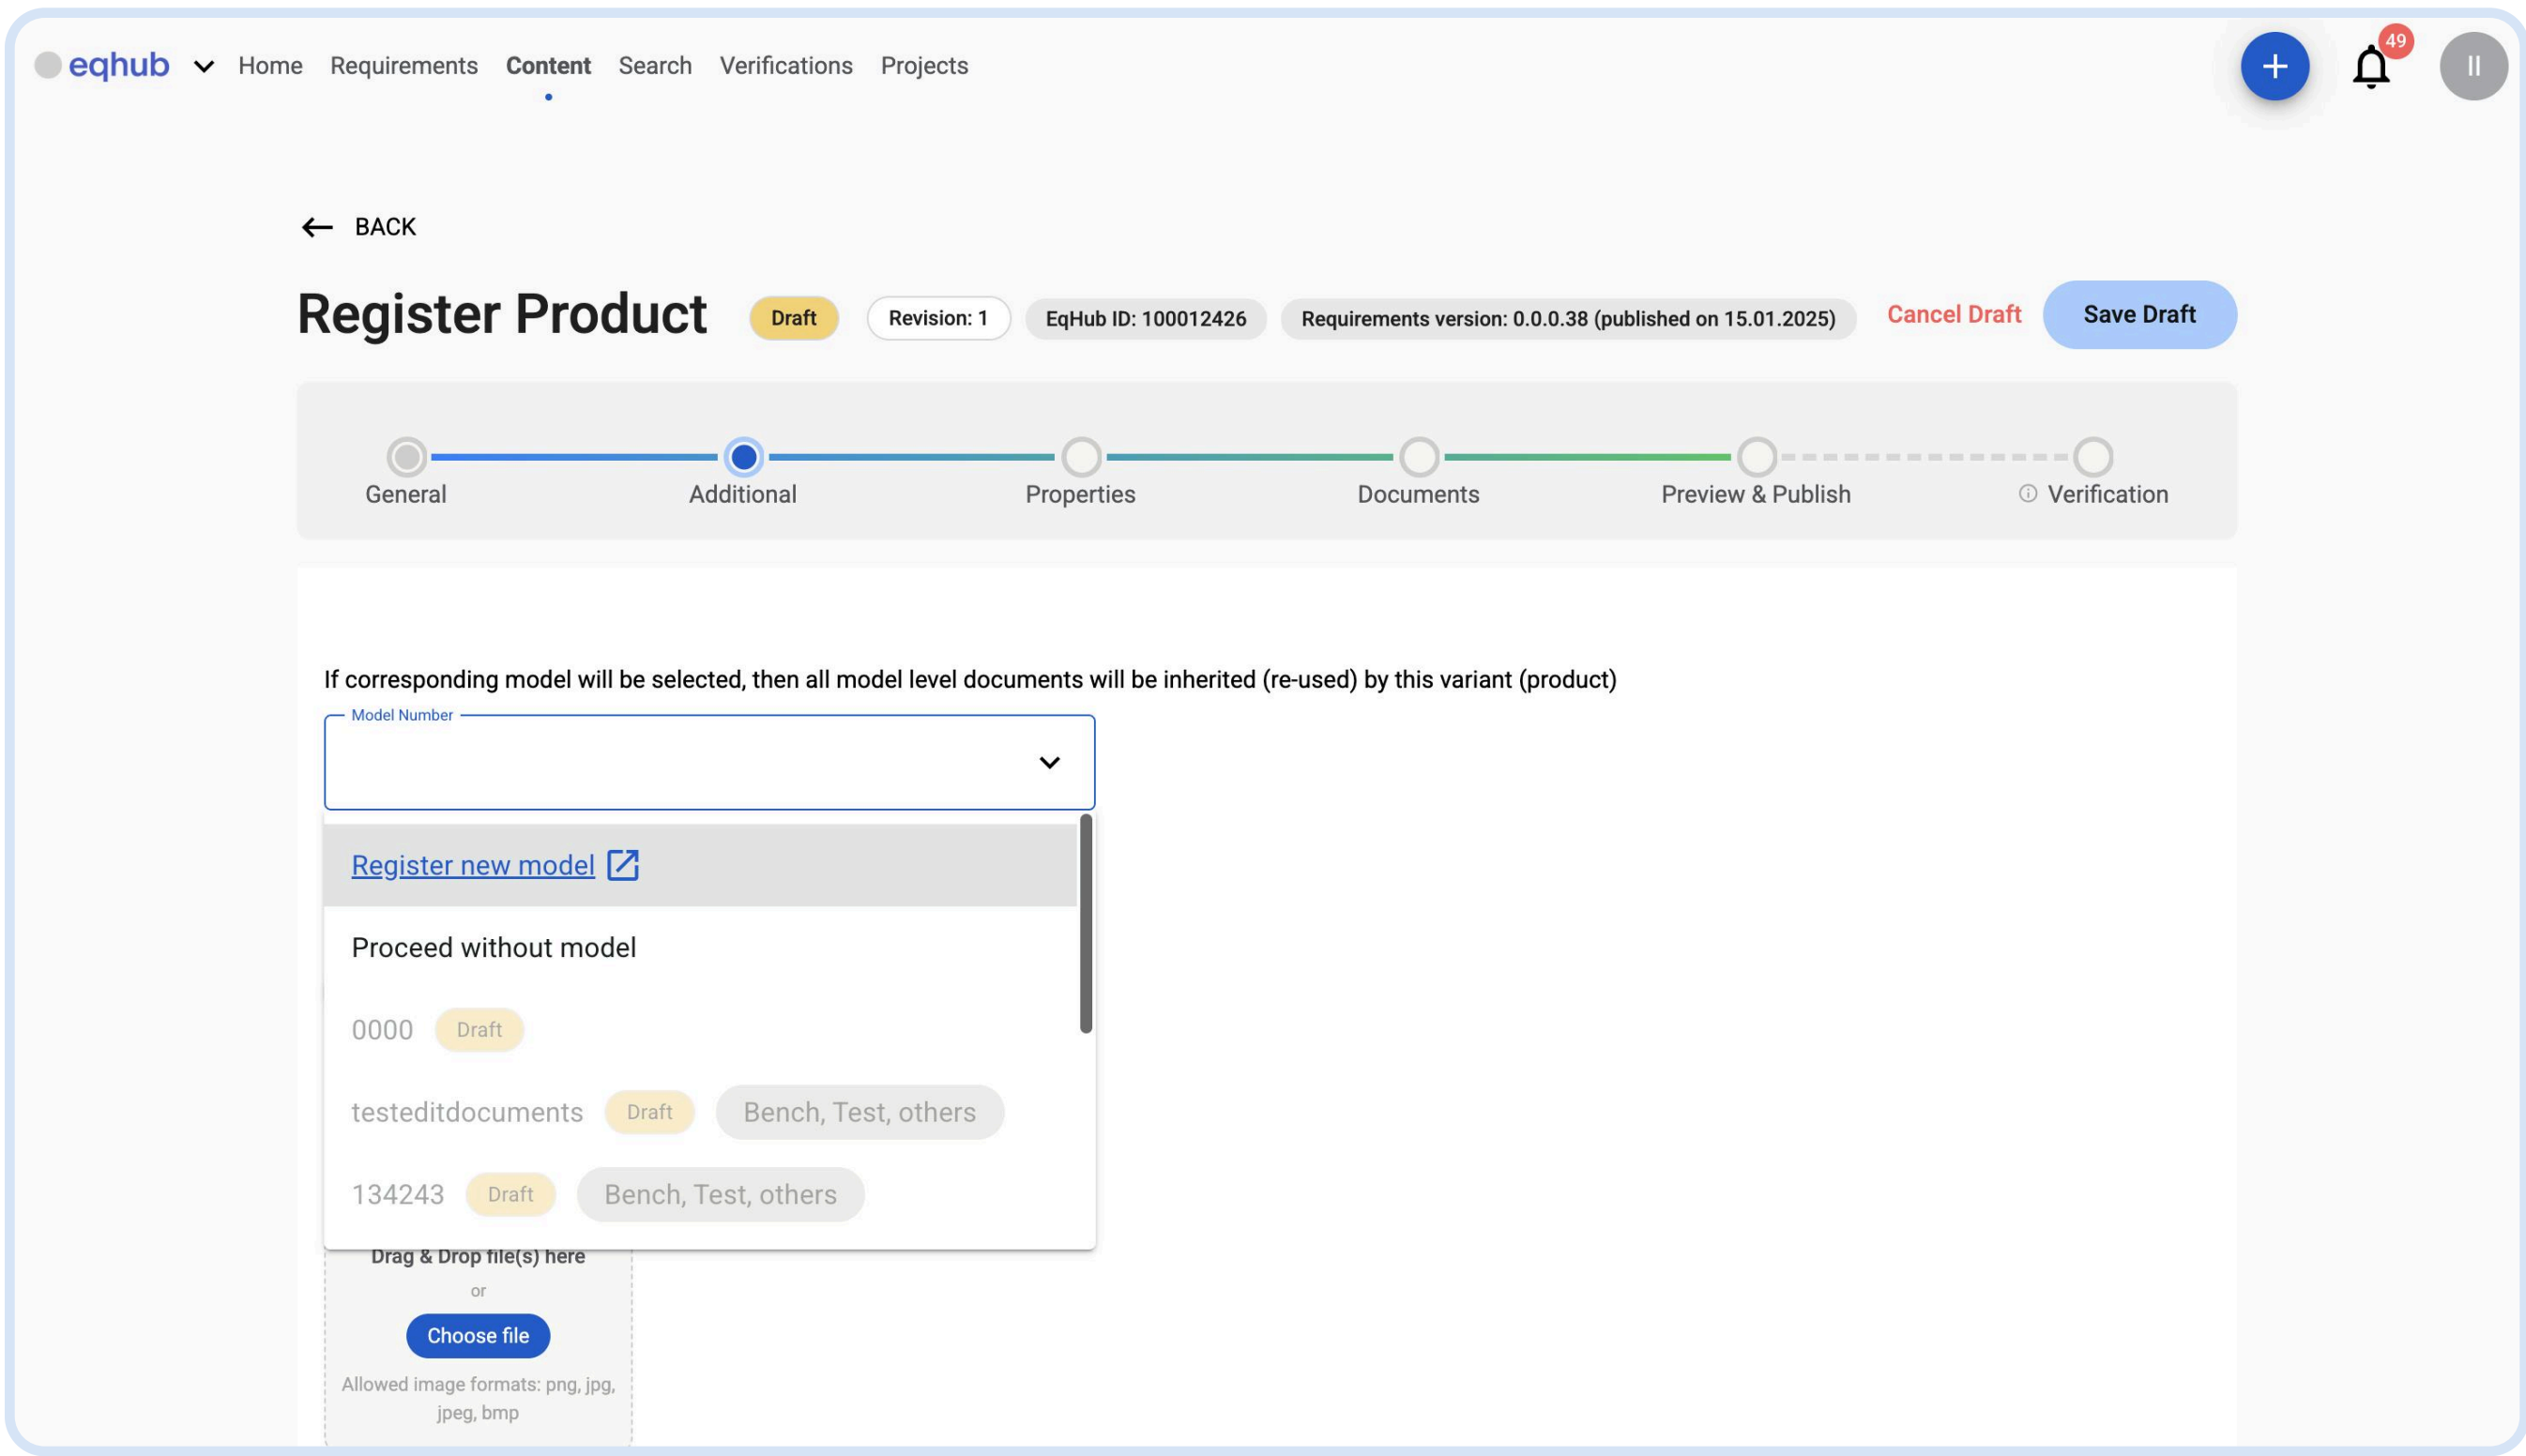 eqhub Home Requirements Content Search Verifications Projects 49 II
BACK
Register Product Draft Revision: 1 EqHub ID: 100012426 Requirements version: 0.0.0.38 (published on 15.01.2025) Cancel Draft Save Draft
General Additional Properties Documents Preview & Publish Verification
If corresponding model will be selected, then all model level documents will be inherited (re-used) by this variant (product)
Model Number
Register new model
Proceed without model
0000 Draft
testeditdocuments Draft Bench, Test, others
134243 Draft Bench, Test, others
Drag & Drop file(s) here
or
Choose file
Allowed image formats: png, jpg,
jpeg, bmp